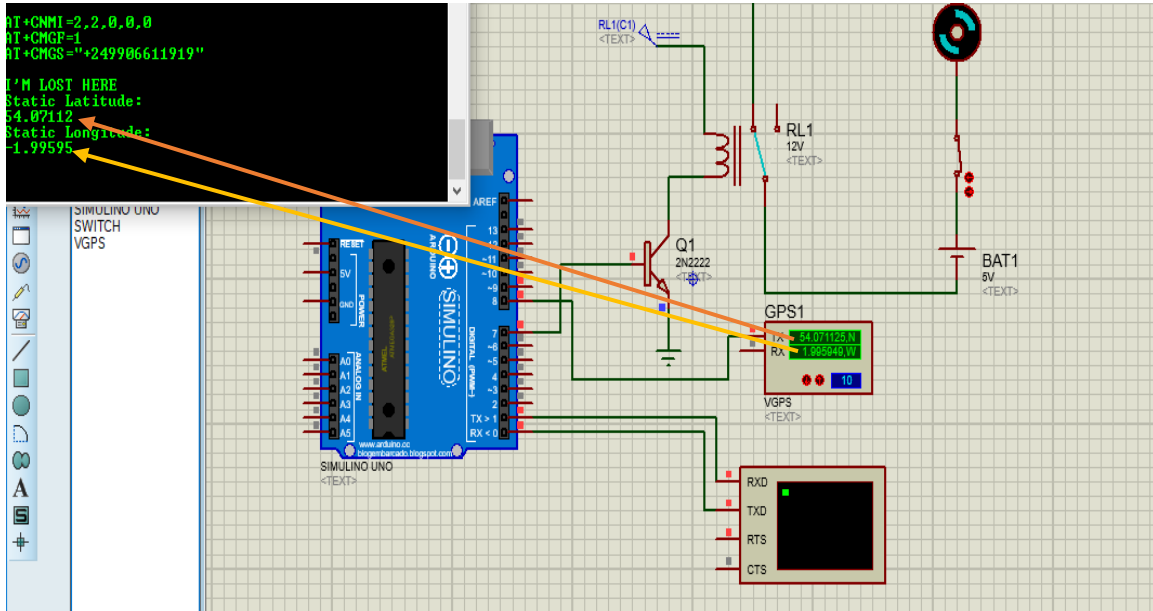 AT+CNMI=2,2,0,0,0
AT+CMGF=1
AT+CMGS="+249906611919"
I'M LOST HERE
Static Latitude:
54.07112
Static Longitude:
-1.99595
SIMULINO UNO
SWITCH
VGPS
A
S
RL1(C1)
<TEXT>
RL1
12V
<TEXT>
Q1
2N2222
<TEXT>
BAT1
5V
<TEXT>
AREF
13
12
~11
~10
~9
8
7
~6
~5
4
~3
2
TX > 1
RX < 0
RESET
5V
GND
POWER
A0
A1
A2
A3
A4
A5
ANALOG IN
ATMEL
ARDUINO
SIMULINO
DIGITAL (PWM~)
www.arduino.cc
blogembarcado.blogspot.com
SIMULINO UNO
<TEXT>
GPS1
TX
RX
54.071125,N
1.995949,W
10
VGPS
<TEXT>
RXD
TXD
RTS
CTS